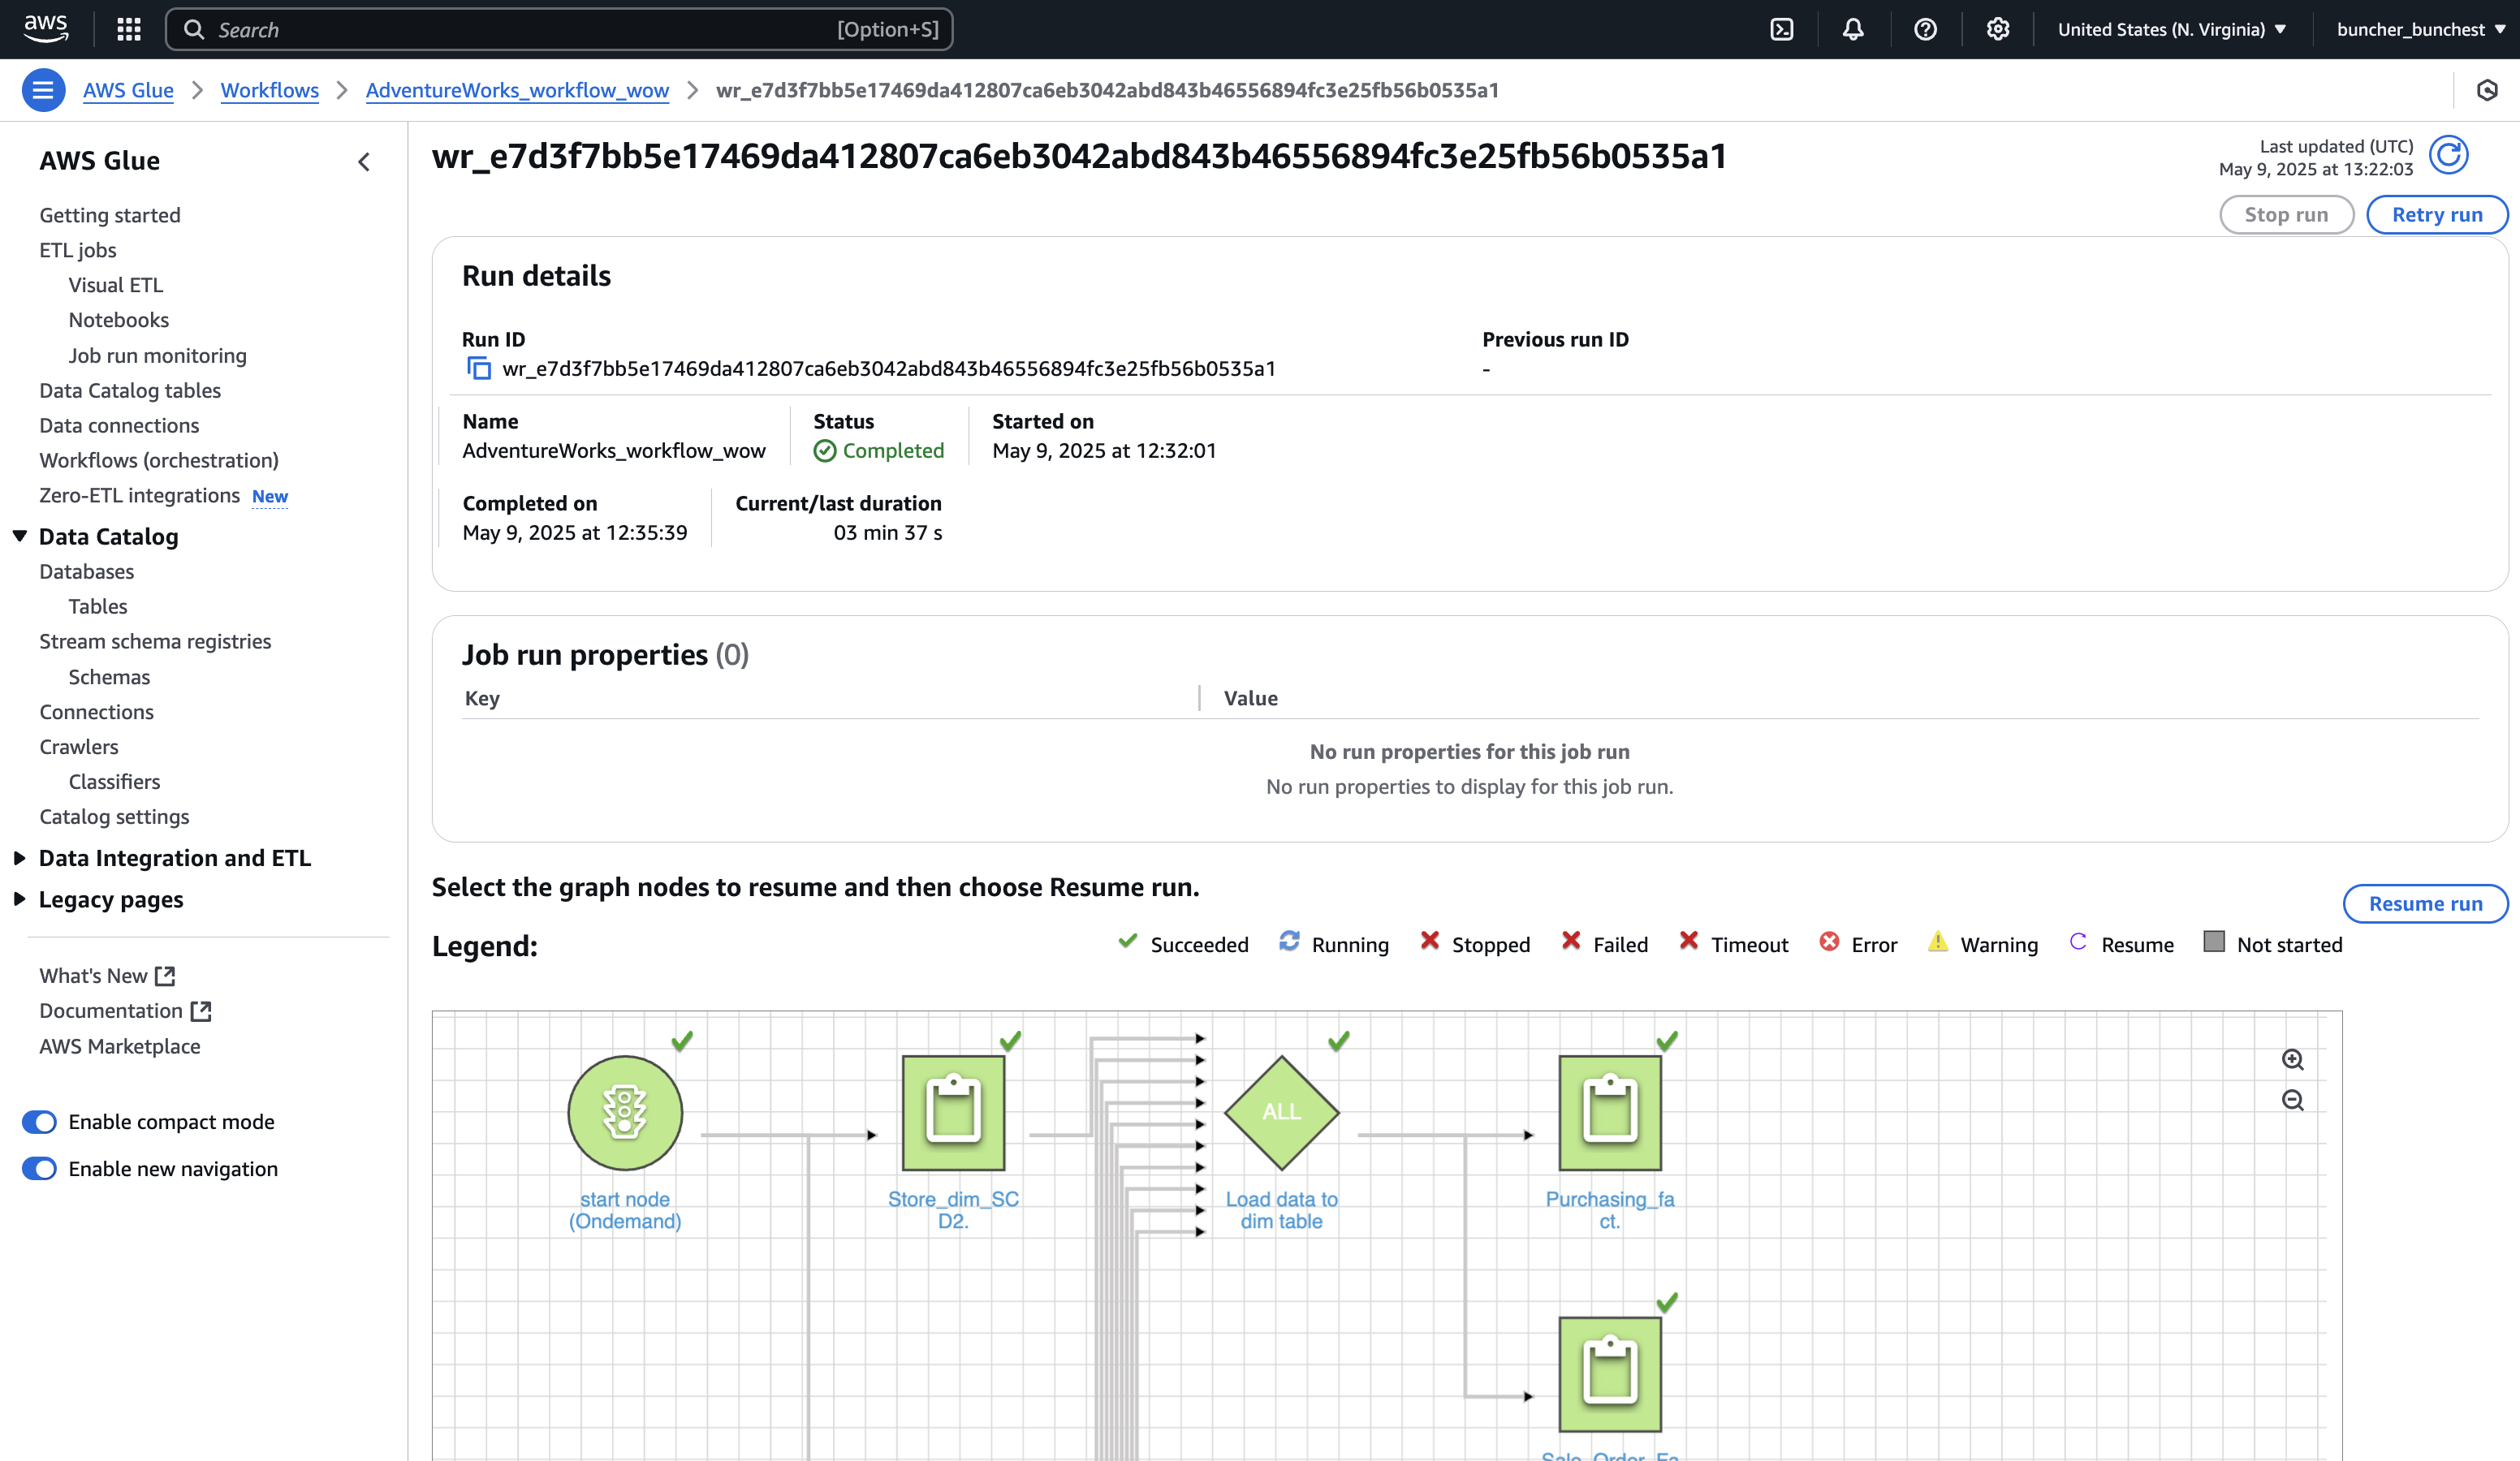 aws
Search
[Option+S]
United States (N. Virginia)
buncher_bunchest
AWS Glue
Workflows
AdventureWorks_workflow_wow
wr_e7d3f7bb5e17469da412807ca6eb3042abd843b46556894fc3e25fb56b0535a1
AWS Glue
Getting started
ETL jobs
Visual ETL
Notebooks
Job run monitoring
Data Catalog tables
Data connections
Workflows (orchestration)
Zero-ETL integrations New
Data Catalog
Databases
Tables
Stream schema registries
Schemas
Connections
Crawlers
Classifiers
Catalog settings
Data Integration and ETL
Legacy pages
What's New
Documentation
AWS Marketplace
Enable compact mode
Enable new navigation
wr_e7d3f7bb5e17469da412807ca6eb3042abd843b46556894fc3e25fb56b0535a1
Last updated (UTC)
May 9, 2025 at 13:22:03
Stop run
Retry run
Run details
Run ID
wr_e7d3f7bb5e17469da412807ca6eb3042abd843b46556894fc3e25fb56b0535a1
Previous run ID
-
Name
AdventureWorks_workflow_wow
Status
Completed
Started on
May 9, 2025 at 12:32:01
Completed on
May 9, 2025 at 12:35:39
Current/last duration
03 min 37 s
Job run properties (0)
Key
Value
No run properties for this job run
No run properties to display for this job run.
Select the graph nodes to resume and then choose Resume run.
Resume run
Legend:
Succeeded
Running
Stopped
Failed
Timeout
Error
Warning
Resume
Not started
start node
(Ondemand)
Store_dim_SC
D2.
ALL
Load data to
dim table
Purchasing_fa
ct.
Sale_Order_Fa